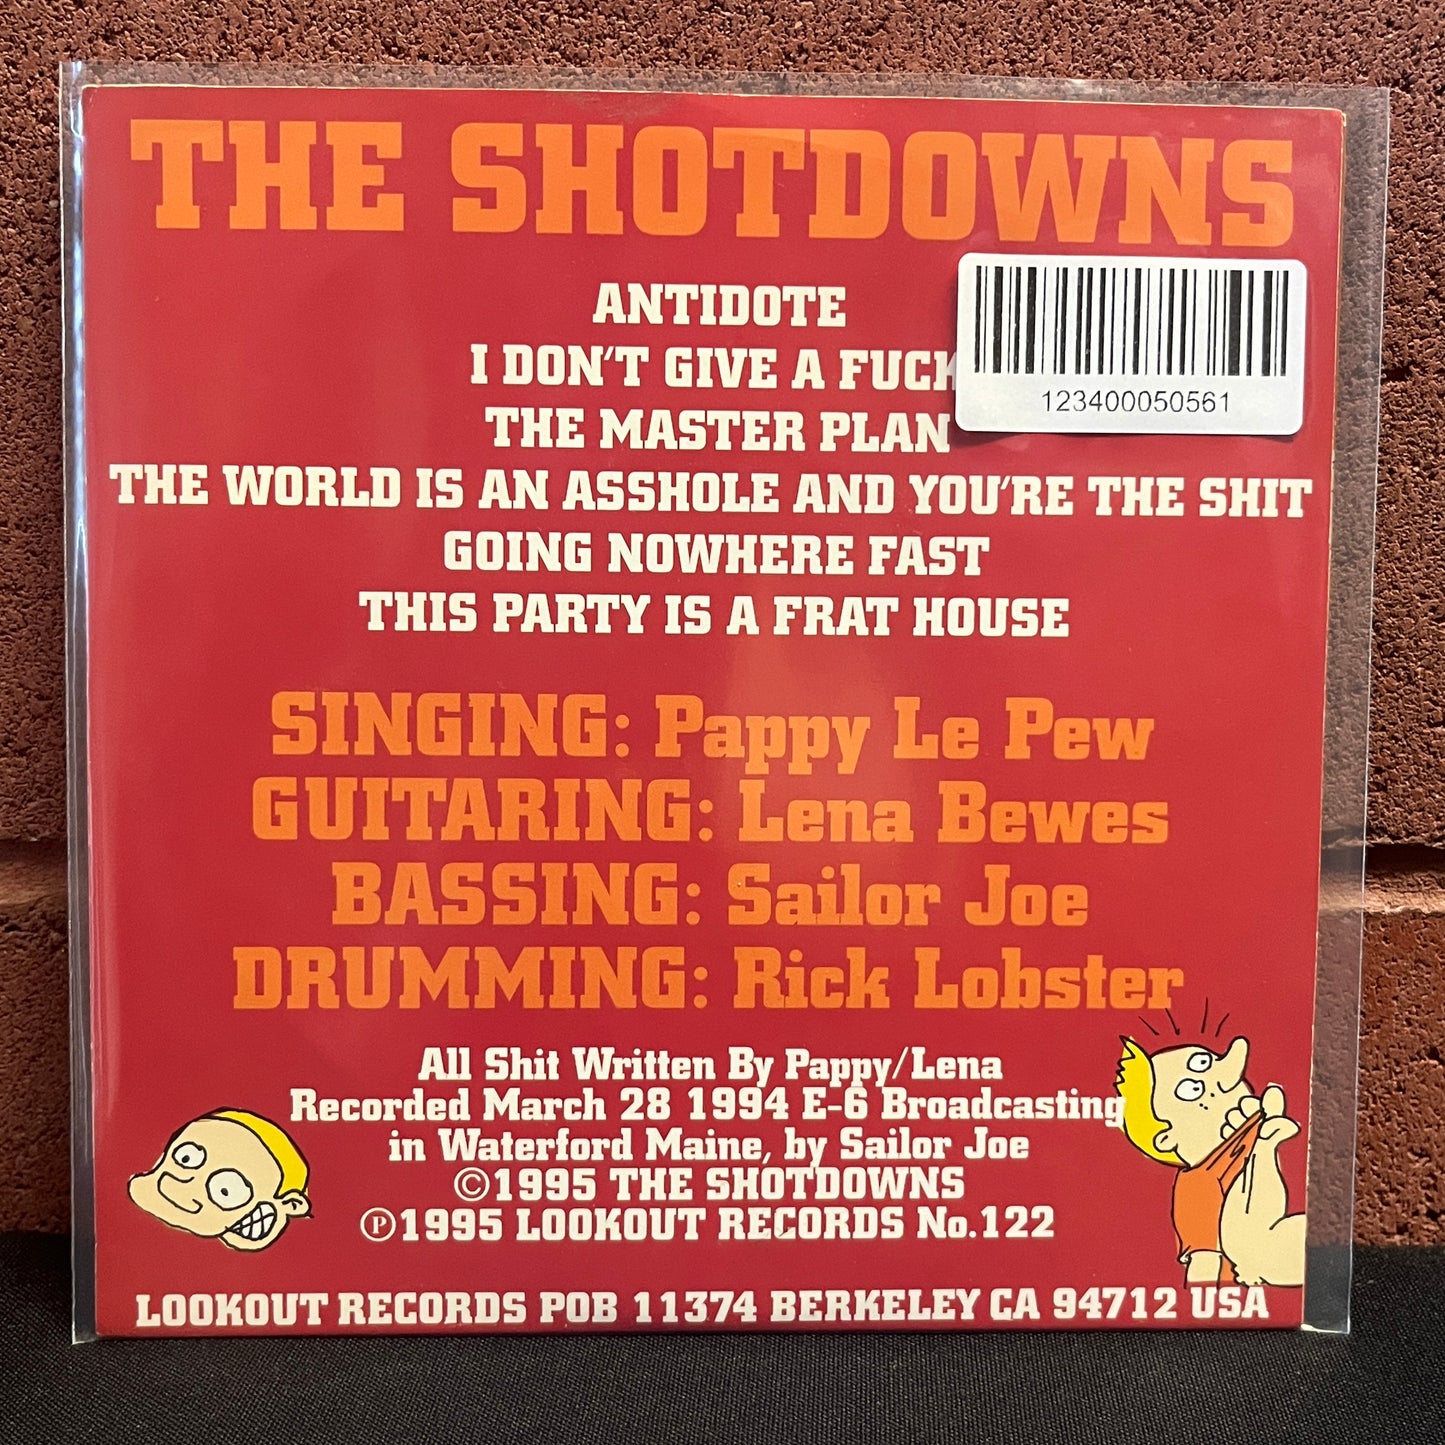 THE SHOTDOWNS
ANTIDOTE
I DON'T GIVE A FUCK
THE MASTER PLAN
123400050561
THE WORLD IS AN ASSHOLE AND YOU'RE THE SHIT
GOING NOWHERE FAST
THIS PARTY IS A FRAT HOUSE
SINGING: Pappy Le Pew
GUITARING: Lena Bewes
BASSING: Sailor Joe
DRUMMING: Rick Lobster
All Shit Written By Pappy/Lena
Recorded March 28 1994 E-6 Broadcasting
in Waterford Maine, by Sailor Joe
©1995 THE SHOTDOWNS
℗1995 LOOKOUT RECORDS No.122
LOOKOUT RECORDS POB 11374 BERKELEY CA 94712 USA